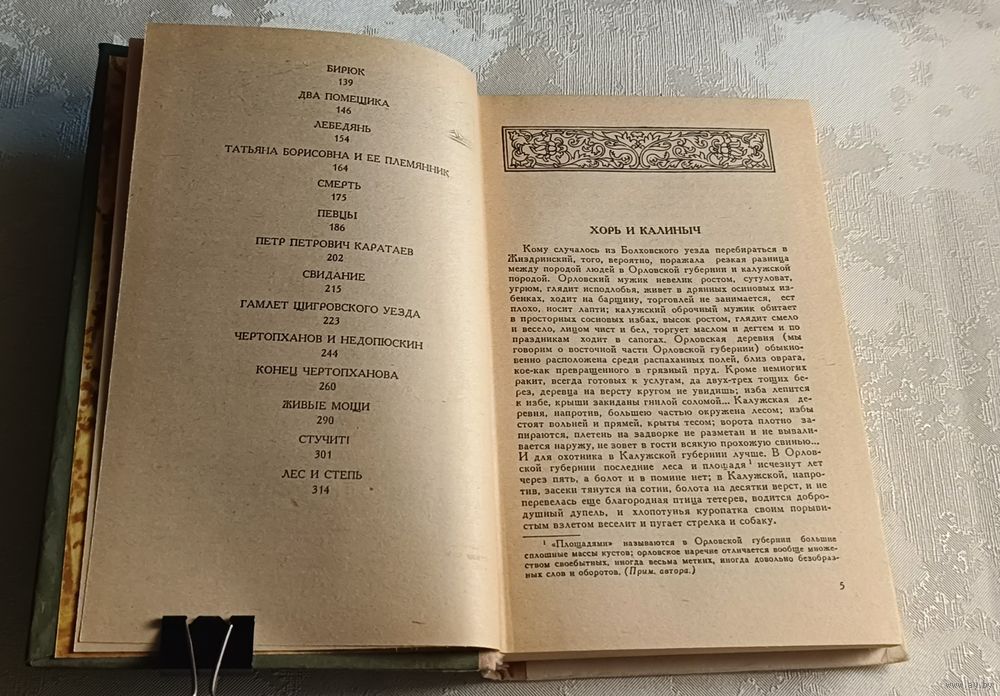 БИРЮК
139
ДВА ПОМЕЩИКА
146
ЛЕБЕДЯНЬ
154
ТАТЬЯНА БОРИСОВНА И ЕЕ ПЛЕМЯННИК
164
СМЕРТЬ
175
ПЕВЦЫ
186
ПЕТР ПЕТРОВИЧ КАРАТАЕВ
202
СВИДАНИЕ
215
ГАМЛЕТ ЩИГРОВСКОГО УЕЗДА
223
ЧЕРТОПХАНОВ И НЕДОПЮСКИН
244
КОНЕЦ ЧЕРТОПХАНОВА
260
ЖИВЫЕ МОЩИ
290
СТУЧИТ!
301
ЛЕС И СТЕПЬ
314
ХОРЬ И КАЛИНЫЧ
Кому случалось из Болховского уезда перебираться в
Жиздринский, того, вероятно, поражала резкая разница
между породой людей в Орловской губернии и калужской
породой. Орловский мужик невелик ростом, сутуловат,
угрюм, глядит исподлобья, живет в дрянных осиновых из-
бенках, ходит на барщину, торговлей не занимается, ест
плохо, носит лапти; калужский оброчный мужик обитает
в просторных сосновых избах, высок ростом, глядит смело
и весело, лицом чист и бел, торгует маслом и дегтем и по
праздникам ходит в сапогах. Орловская деревня (мы
говорим о восточной части Орловской губернии) обыкно-
венно расположена среди распаханных полей, близ оврага,
кое-как превращенного в грязный пруд. Кроме немногих
ракит, всегда готовых к услугам, да двух-трех тощих бе-
рез, деревца на версту кругом не увидишь; изба лепится
к избе, крыши закиданы гнилой соломой... Калужская де-
ревня, напротив, большею частью окружена лесом; избы
стоят вольней и прямей, крыты тесом; ворота плотно за-
пираются, плетень на задворке не разметан и не вывали-
вается наружу, не зовет в гости всякую прохожую свинью...
И для охотника в Калужской губернии лучше. В Орлов-
ской губернии последние леса и площадя¹ исчезнут лет
через пять, а болот и в помине нет; в Калужской, напро-
тив, засеки тянутся на сотни, болота на десятки верст, и не
перевелась еще благородная птица тетерев, водится добро-
душный дупель, и хлопотунья куропатка своим порыви-
стым взлетом веселит и пугает стрелка и собаку.
¹ «Площадями» называются в Орловской губернии большие
сплошные массы кустов; орловское наречие отличается вообще множе-
ством своебытных, иногда весьма метких, иногда довольно безобраз-
ных слов и оборотов. (Прим. автора.)
5